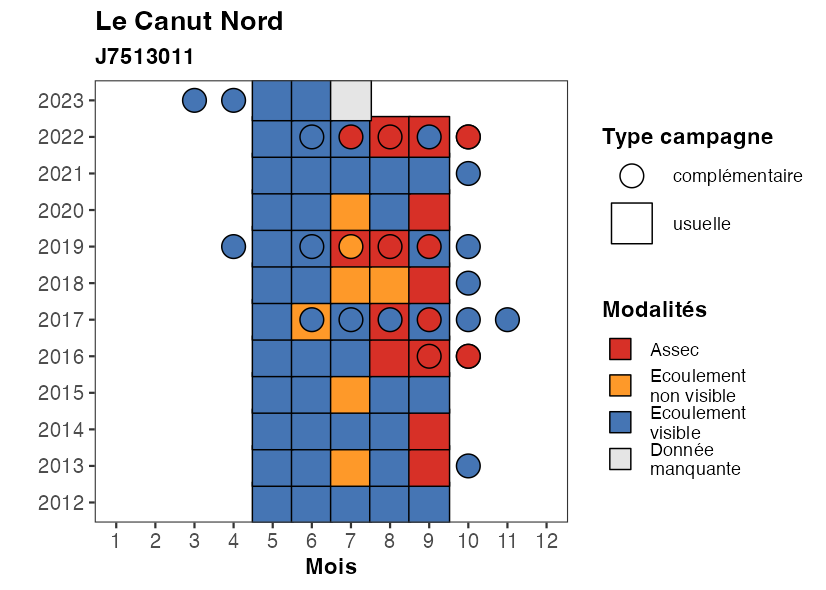 Le Canut Nord
J7513011
2023
2022
2021
2020
2019
2018
2017
2016
2015
2014
2013
2012
1 2 3 4 5 6 7 8 9 10 11 12
Mois
Type campagne
complémentaire
usuelle
Modalités
Assec
Ecoulement
non visible
Ecoulement
visible
Donnée
manquante